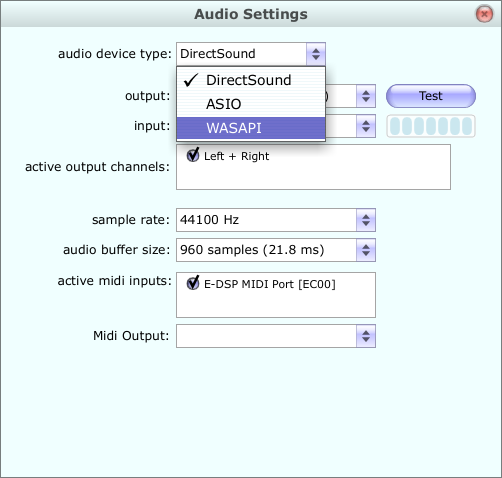 Audio Settings
audio device type: DirectSound
DirectSound
ASIO
WASAPI
output: ) Test
input:
active output channels: Left + Right
sample rate: 44100 Hz
audio buffer size: 960 samples (21.8 ms)
active midi inputs: E-DSP MIDI Port [EC00]
Midi Output: